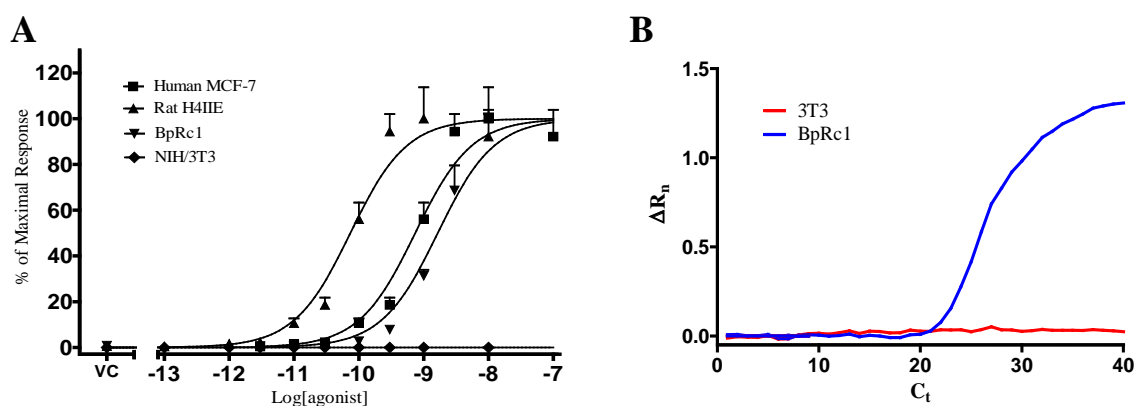 A
% of Maximal Response
120
100
80
60
40
20
0
Human MCF-7
Rat H4IIE
BpRc1
NIH/3T3
VC -13 -12 -11 -10 -9 -8 -7
Log[agonist]
B
ΔRn
1.5
1.0
0.5
0.0
3T3
BpRc1
0 10 20 30 40
Ct